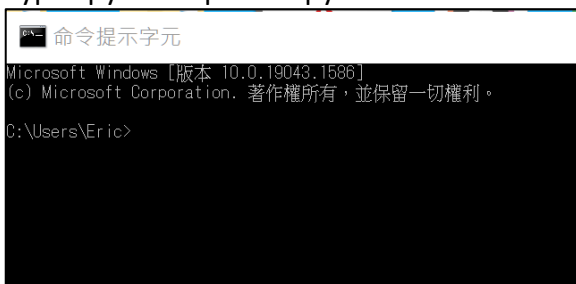 命令提示字元
Microsoft Windows [版本 10.0.19043.1586]
(c) Microsoft Corporation. 著作權所有，並保留一切權利。
C:\Users\Eric>